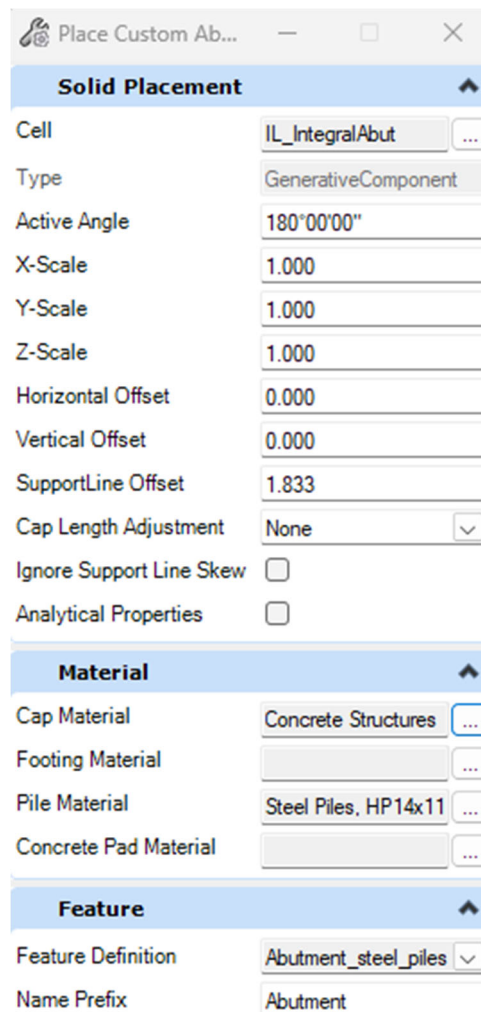 Place Custom Ab...
Solid Placement
Cell IL_IntegralAbut ...
Type GenerativeComponent
Active Angle 180°00'00"
X-Scale 1.000
Y-Scale 1.000
Z-Scale 1.000
Horizontal Offset 0.000
Vertical Offset 0.000
SupportLine Offset 1.833
Cap Length Adjustment None
Ignore Support Line Skew
Analytical Properties
Material
Cap Material Concrete Structures ...
Footing Material ...
Pile Material Steel Piles, HP14x11 ...
Concrete Pad Material ...
Feature
Feature Definition Abutment_steel_piles
Name Prefix Abutment